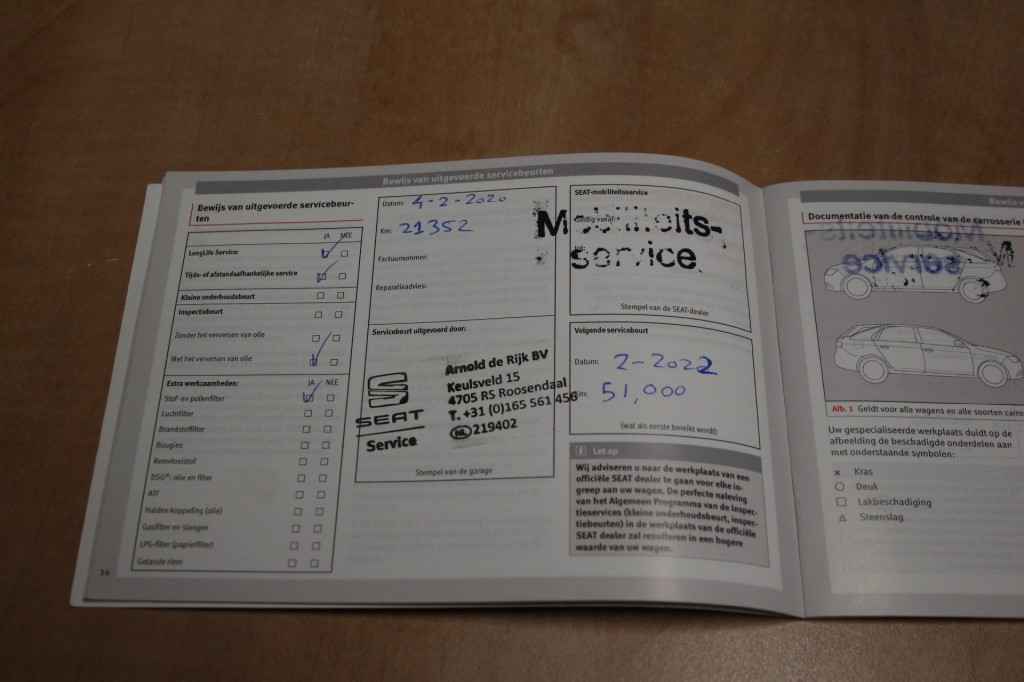 Bewijs van uitgevoerde servicebeurten
Bewijs van uitgevoerde servicebeur-
ten
JA NEE
LongLife Service:
Tijds- of afstandsafhankelijke service
Kleine onderhoudsbeurt
Inspectiebeurt
Zonder het verversen van olie
Met het verversen van olie
Extra werkzaamheden: JA NEE
Stof- en pollenfilter
Luchtfilter
Brandstoffilter
Bougies
Remvloeistof
DSG®: olie en filter
ATF
Haldex-koppeling (olie)
Gasfilter en slangen
LPG-filter (papierfilter)
Getande riem
Datum: 4-2-2020
Km: 21352
Factuurnummer:
Reparatieadvies:
Servicebeurt uitgevoerd door:
SEAT
Service
Arnold de Rijk BV
Keulsveld 15
4705 RS Roosendaal
T. +31 (0)165 561 456
NL 219402
Stempel van de garage
SEAT-mobiliteitsservice
Geldig vanaf:
Mobiliteits-
service
Stempel van de SEAT-dealer
Volgende servicebeurt
Datum: 2-2022
Km: 51,000
(wat als eerste bereikt wordt)
i Let op
Wij adviseren u naar de werkplaats van een
officiële SEAT dealer te gaan voor elke in-
greep aan uw wagen. De perfecte naleving
van het Algemeen Programma van de Inspec-
tieservices (kleine onderhoudsbeurt, inspec-
tiebeurten) in de werkplaats van de officiële
SEAT dealer zal resulteren in een hogere
waarde van uw wagen.
Bewijs v
Documentatie van de controle van de carrosserie
Alb. 1 Geldt voor alle wagens en alle soorten carro
Uw gespecialiseerde werkplaats duidt op de
afbeelding de beschadigde onderdelen aan
met onderstaande symbolen:
× Kras
○ Deuk
□ Lakbeschadiging
△ Steenslag